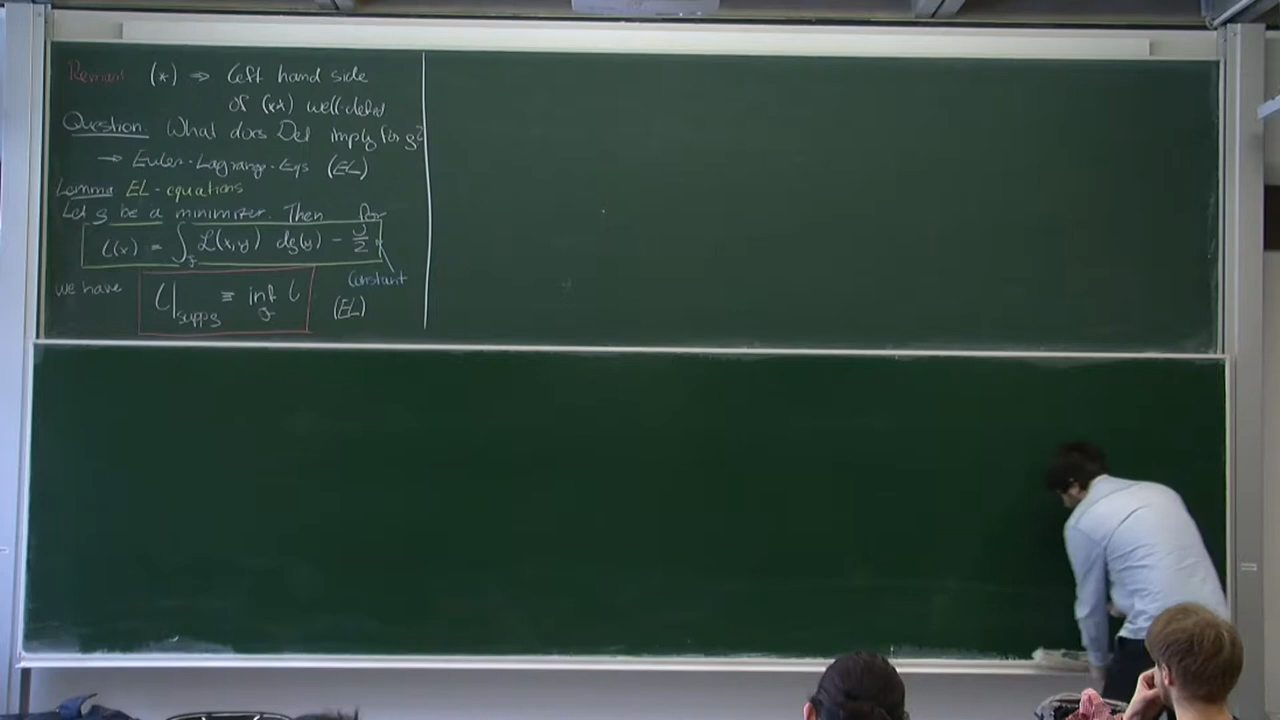 Remark (*) ⇒ left hand side
of (**) well-defed
Question: What does Def imply for ρ?
→ Euler-Lagrange-Eqs (EL)
Lemma EL-equations
Let ρ be a minimizer. Then for
ℓ(x) = ∫_F ℒ(x,y) dρ(y) - 𝔰/2
constant
we have ℓ|_supp ρ ≡ inf_F ℓ (EL)